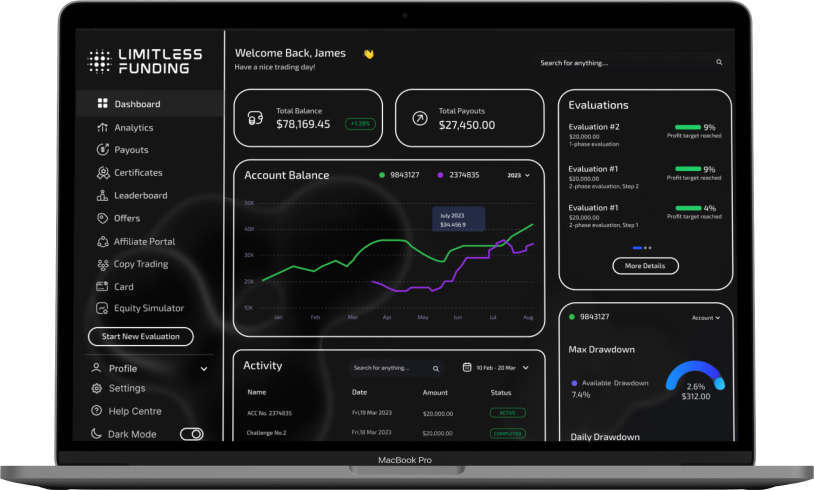 LIMITLESS
FUNDING
Dashboard
Analytics
Payouts
Certificates
Leaderboard
Offers
Affiliate Portal
Copy Trading
Card
Equity Simulator
Start New Evaluation
Profile
Settings
Help Centre
Dark Mode
Welcome Back, James
Have a nice trading day!
Search for anything...
Total Balance
$78,169.45
+1.28%
Total Payouts
$27,450.00
Account Balance
9843127
2374835
2023
50K
40K
30K
20K
10K
July 2023
$34,456.9
Jan
Feb
Mar
Apr
May
Jun
Jul
Aug
Activity
Search for anything...
10 Feb - 20 Mar
Name Date Amount Status
ACC No. 2374835 Fri,19 Mar 2023 $20,000.00 ACTIVE
Challenge No.2 Fri,18 Mar 2023 $20,000.00 COMPLETED
Evaluations
Evaluation #2
$20,000.00
1-phase evaluation
9%
Profit target reached
Evaluation #1
$20,000.00
2-phase evaluation, Step 2
9%
Profit target reached
Evaluation #1
$20,000.00
2-phase evaluation, Step 1
4%
Profit target reached
More Details
9843127
Account
Max Drawdown
Available Drawdown
7.4%
2.6%
$312.00
Daily Drawdown
MacBook Pro